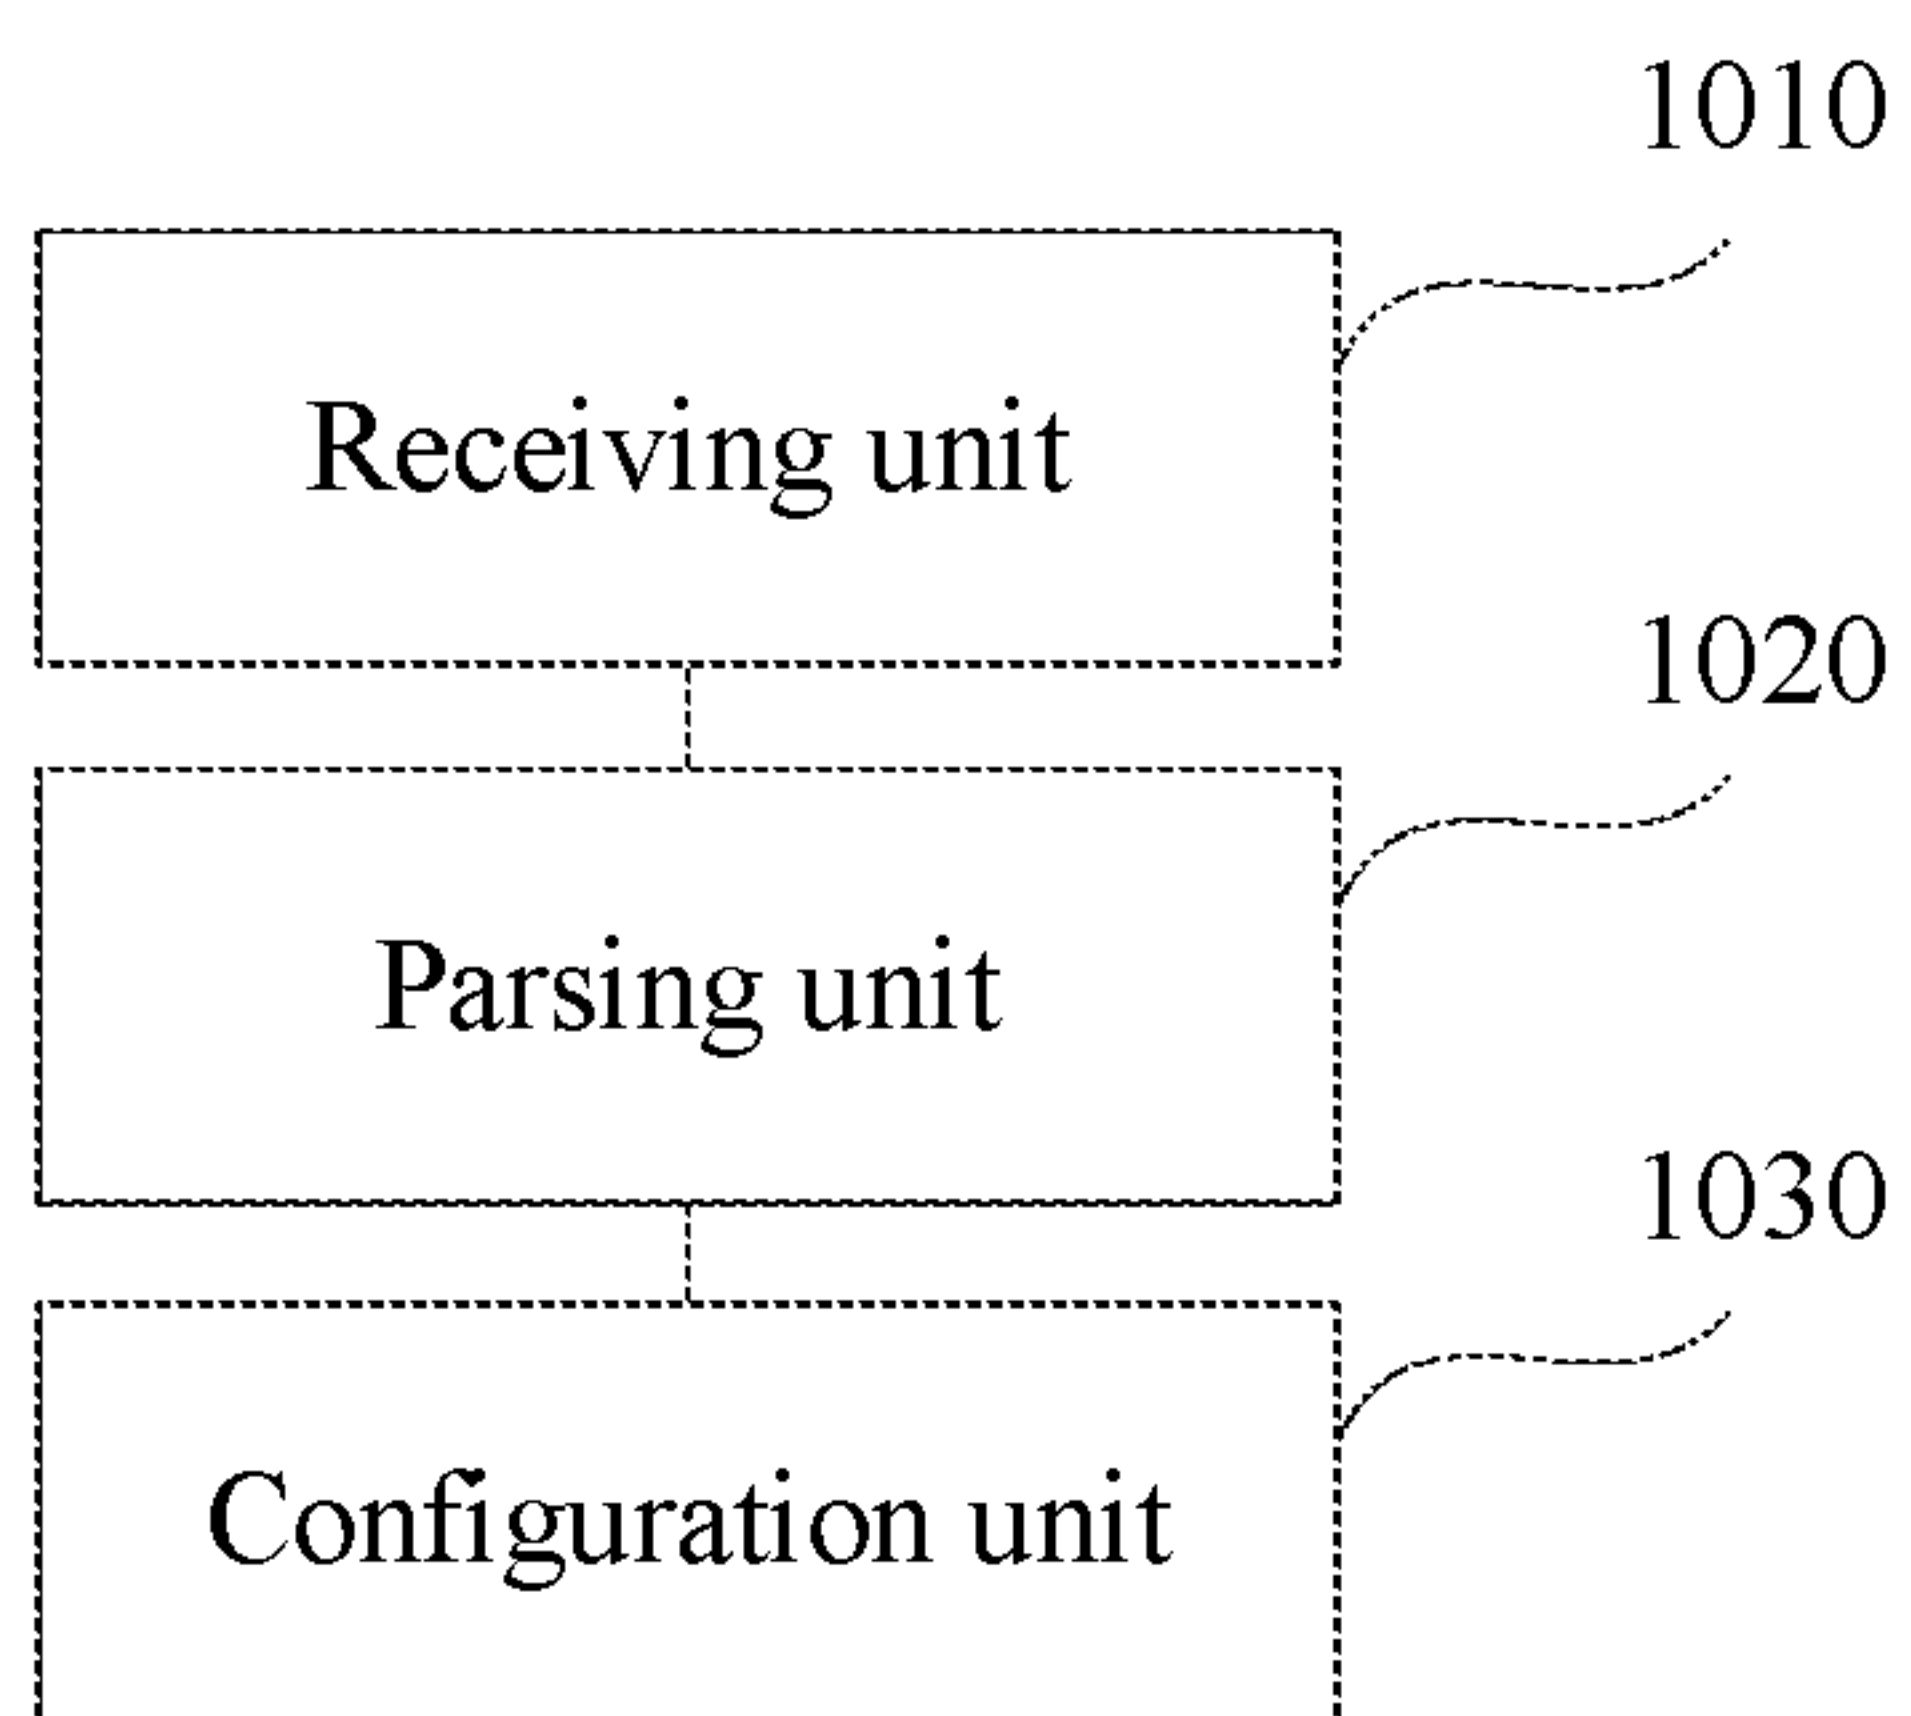 1010
Receiving unit
1020
Parsing unit
1030
Configuration unit